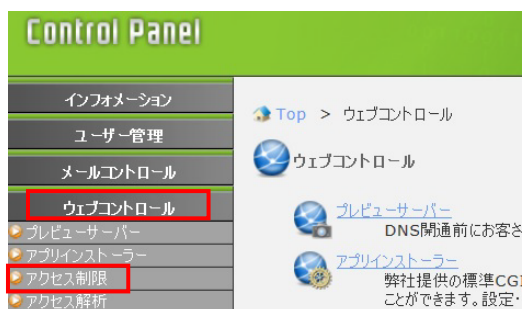 Control Panel
インフォメーション
ユーザー管理
メールコントロール
ウェブコントロール
プレビューサーバー
アプリインストーラー
アクセス制限
アクセス解析
Top > ウェブコントロール
ウェブコントロール
プレビューサーバー
DNS開通前にお客さ
アプリインストーラー
弊社提供の標準CGI
ことができます。設定・